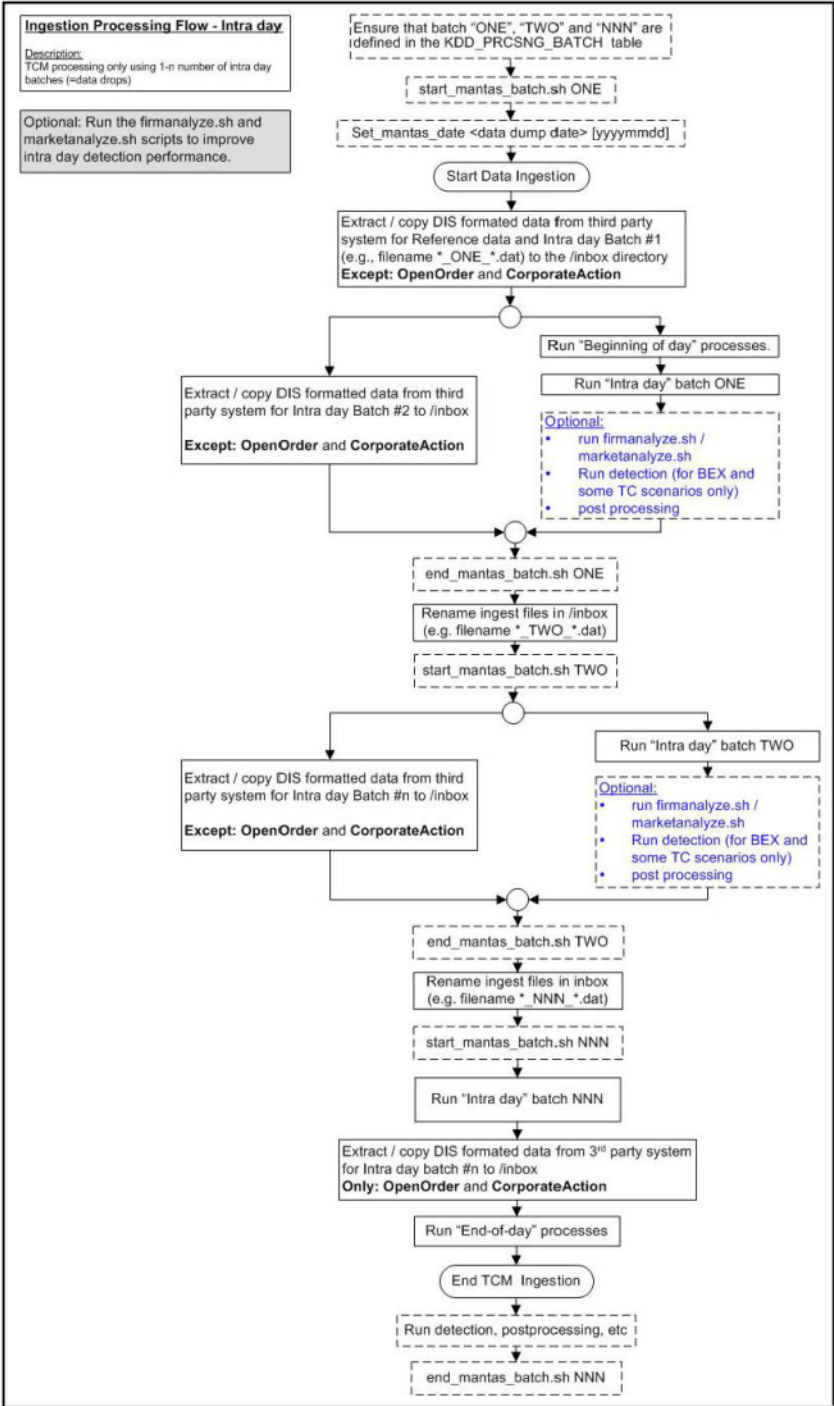 Ingestion Processing Flow - Intra day
Description:
TCM processing only using 1-n number of intra day
batches (=data drops)
Optional: Run the firmanalyze.sh and
marketanalyze.sh scripts to improve
intra day detection performance.
Ensure that batch “ONE”, “TWO” and “NNN” are
defined in the KDD_PRCSNG_BATCH table
start_mantas_batch.sh ONE
Set_mantas_date <data dump date> [yyyymmdd]
Start Data Ingestion
Extract / copy DIS formated data from third party
system for Reference data and Intra day Batch #1
(e.g., filename *_ONE_*.dat) to the /inbox directory
Except: OpenOrder and CorporateAction
Run “Beginning of day” processes.
Run “Intra day” batch ONE
Extract / copy DIS formatted data from third
party system for Intra day Batch #2 to /inbox
Except: OpenOrder and CorporateAction
Optional:
• run firmanalyze.sh /
marketanalyze.sh
• Run detection (for BEX and
some TC scenarios only)
• post processing
end_mantas_batch.sh ONE
Rename ingest files in /inbox
(e.g. filename *_TWO_*.dat)
start_mantas_batch.sh TWO
Run “Intra day” batch TWO
Extract / copy DIS formatted data from third
party system for Intra day Batch #n to /inbox
Except: OpenOrder and CorporateAction
Optional:
• run firmanalyze.sh /
marketanalyze.sh
• Run detection (for BEX and
some TC scenarios only)
• post processing
end_mantas_batch.sh TWO
Rename ingest files in inbox
(e.g. filename *_NNN_*.dat)
start_mantas_batch.sh NNN
Run “Intra day” batch NNN
Extract / copy DIS formated data from 3rd party system
for Intra day batch #n to /inbox
Only: OpenOrder and CorporateAction
Run “End-of-day” processes
End TCM Ingestion
Run detection, postprocessing, etc
end_mantas_batch.sh NNN